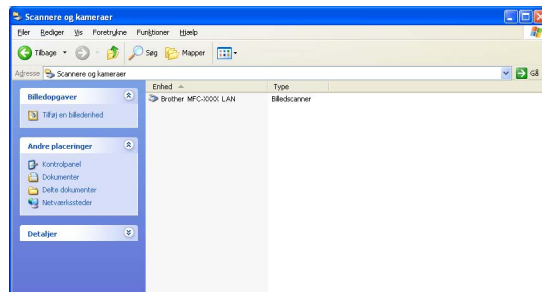 Scannere og kameraer
Filer Rediger Vis Foretrukne Funktioner Hjælp
Tilbage Søg Mapper
Adresse Scannere og kameraer Gå
Enhed Type
Brother MFC-XXXX LAN Billedscanner
Billedopgaver
Tilføj en billedenhed
Andre placeringer
Kontrolpanel
Dokumenter
Delte dokumenter
Netværkssteder
Detaljer